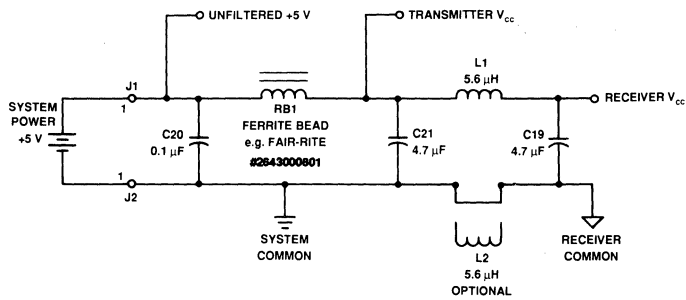 UNFILTERED +5 V
TRANSMITTER Vcc
J1
1
L1
5.6 µH
RECEIVER Vcc
SYSTEM
POWER
+5 V
RB1
FERRITE BEAD
e.g. FAIR-RITE
#2643000801
C20
0.1 µF
C21
4.7 µF
C19
4.7 µF
1
J2
SYSTEM
COMMON
L2
5.6 µH
OPTIONAL
RECEIVER
COMMON